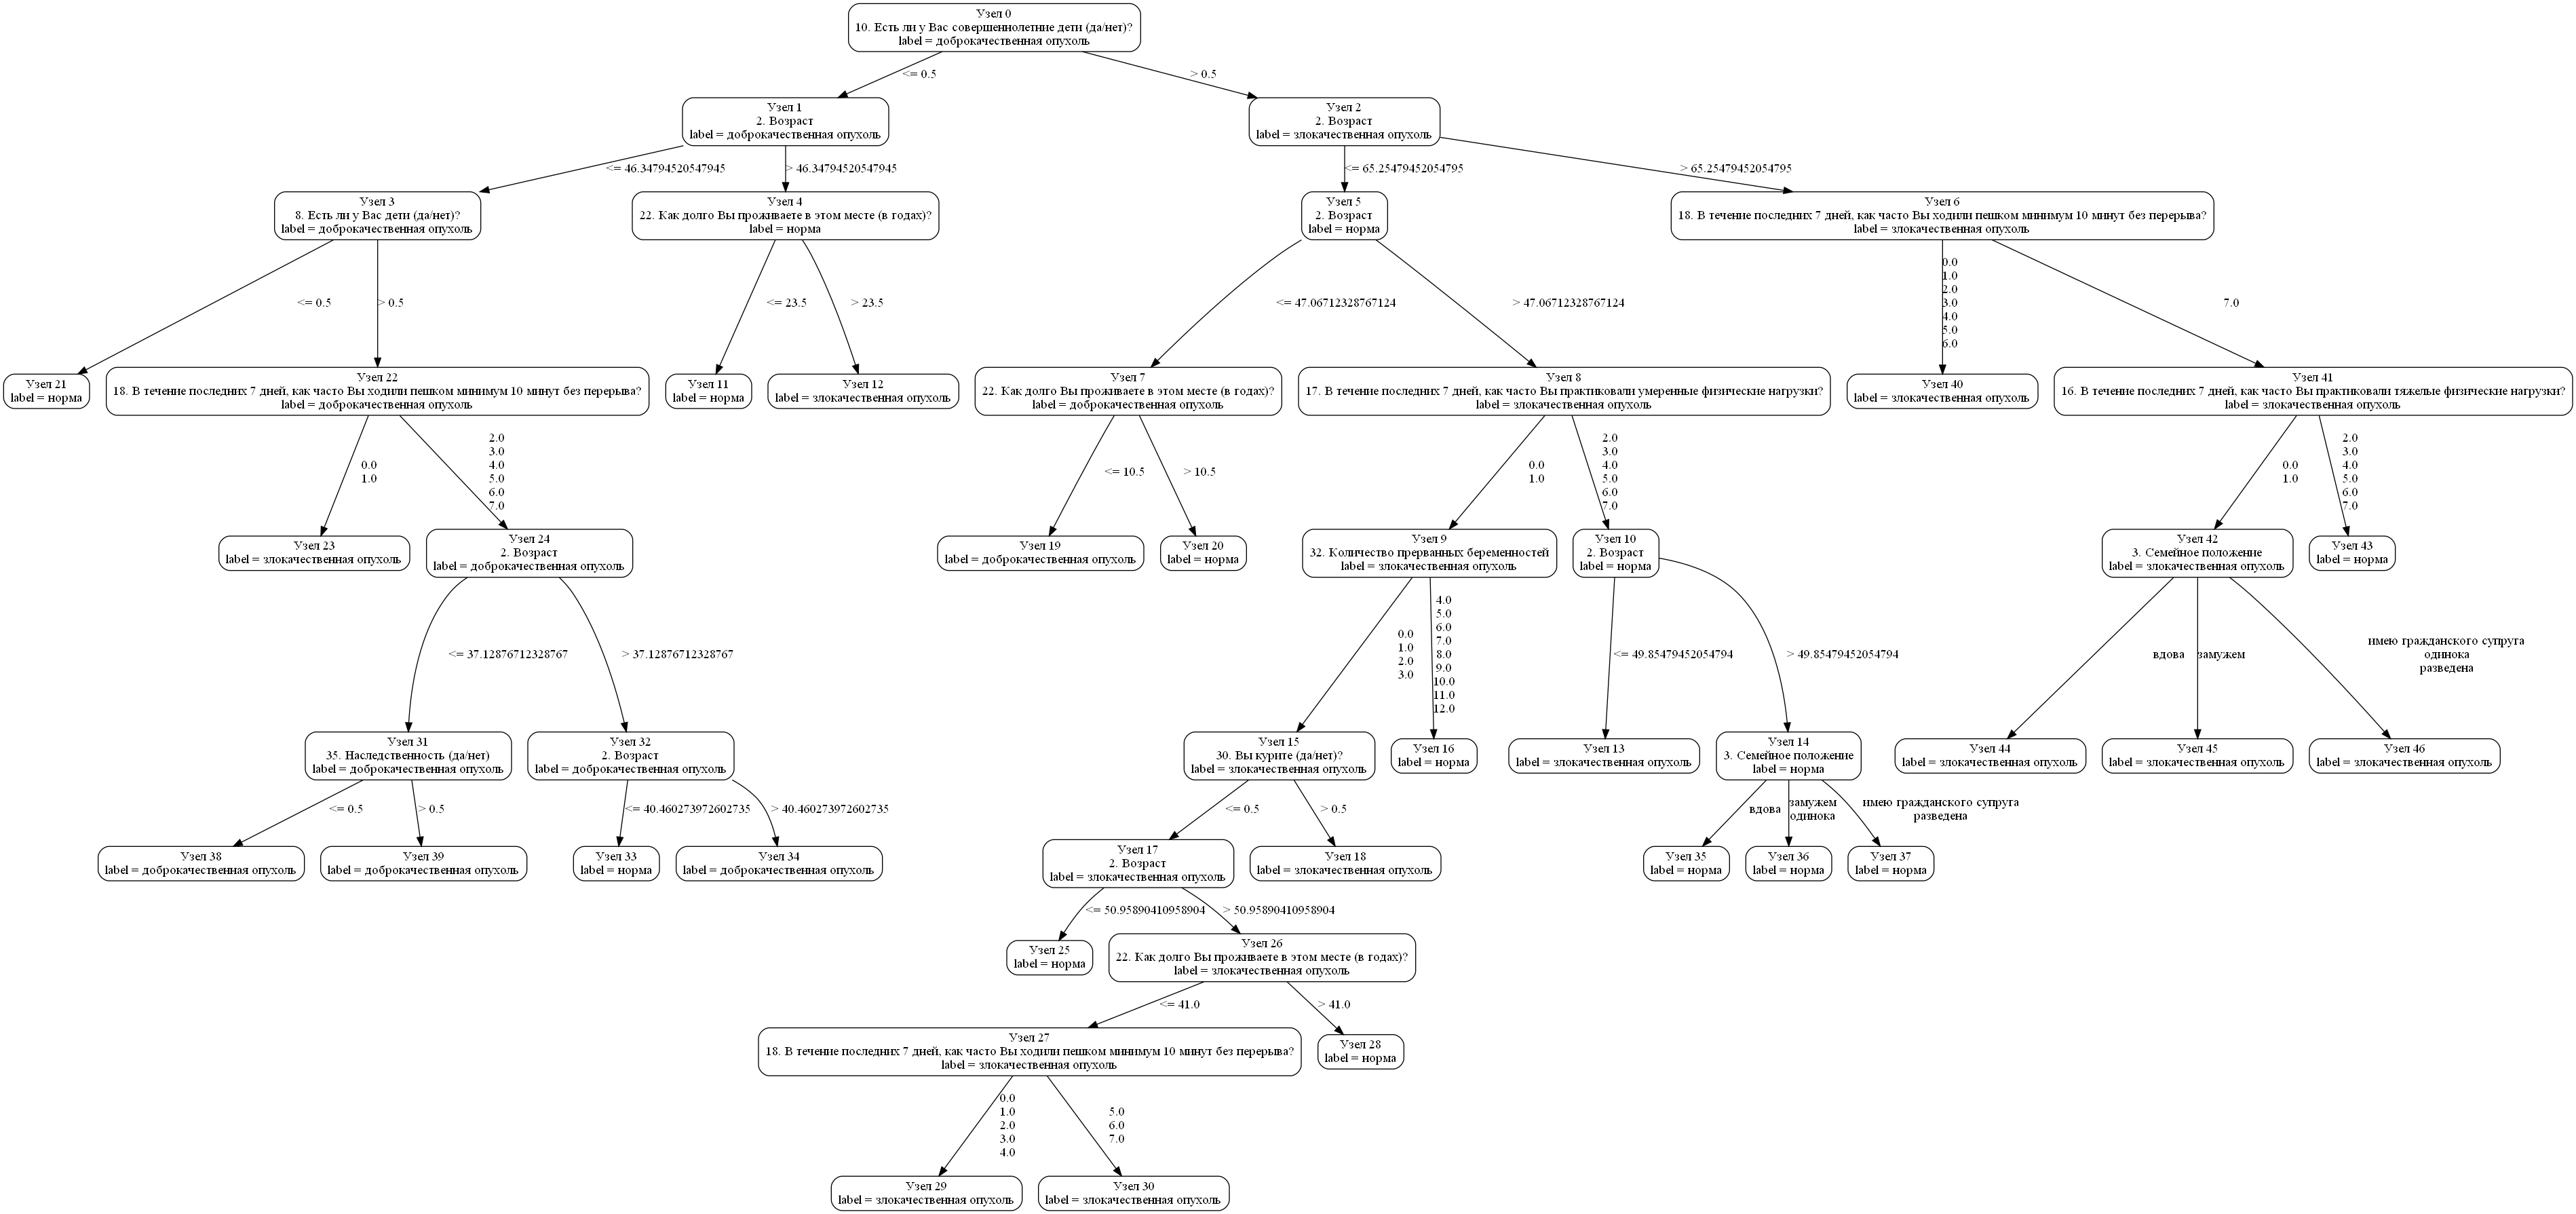 Узел 0
10. Есть ли у Вас совершеннолетние дети (да/нет)?
label = доброкачественная опухоль
<= 0.5
> 0.5
Узел 1
2. Возраст
label = доброкачественная опухоль
Узел 2
2. Возраст
label = злокачественная опухоль
<= 46.34794520547945
> 46.34794520547945
<= 65.25479452054795
> 65.25479452054795
Узел 3
8. Есть ли у Вас дети (да/нет)?
label = доброкачественная опухоль
Узел 4
22. Как долго Вы проживаете в этом месте (в годах)?
label = норма
Узел 5
2. Возраст
label = норма
Узел 6
18. В течение последних 7 дней, как часто Вы ходили пешком минимум 10 минут без перерыва?
label = злокачественная опухоль
<= 0.5
> 0.5
<= 23.5
> 23.5
<= 47.06712328767124
> 47.06712328767124
0.0
1.0
2.0
3.0
4.0
5.0
6.0
7.0
Узел 21
label = норма
Узел 22
18. В течение последних 7 дней, как часто Вы ходили пешком минимум 10 минут без перерыва?
label = доброкачественная опухоль
Узел 11
label = норма
Узел 12
label = злокачественная опухоль
Узел 7
22. Как долго Вы проживаете в этом месте (в годах)?
label = доброкачественная опухоль
Узел 8
17. В течение последних 7 дней, как часто Вы практиковали умеренные физические нагрузки?
label = злокачественная опухоль
Узел 40
label = злокачественная опухоль
Узел 41
16. В течение последних 7 дней, как часто Вы практиковали тяжелые физические нагрузки?
label = злокачественная опухоль
0.0
1.0
2.0
3.0
4.0
5.0
6.0
7.0
<= 10.5
> 10.5
0.0
1.0
2.0
3.0
4.0
5.0
6.0
7.0
0.0
1.0
2.0
3.0
4.0
5.0
6.0
7.0
Узел 23
label = злокачественная опухоль
Узел 24
2. Возраст
label = доброкачественная опухоль
Узел 19
label = доброкачественная опухоль
Узел 20
label = норма
Узел 9
32. Количество прерванных беременностей
label = злокачественная опухоль
Узел 10
2. Возраст
label = норма
Узел 42
3. Семейное положение
label = злокачественная опухоль
Узел 43
label = норма
<= 37.12876712328767
> 37.12876712328767
0.0
1.0
2.0
3.0
4.0
5.0
6.0
7.0
8.0
9.0
10.0
11.0
12.0
<= 49.85479452054794
> 49.85479452054794
вдова
замужем
имею гражданского супруга
одинока
разведена
Узел 31
35. Наследственность (да/нет)
label = доброкачественная опухоль
Узел 32
2. Возраст
label = доброкачественная опухоль
Узел 15
30. Вы курите (да/нет)?
label = злокачественная опухоль
Узел 16
label = норма
Узел 13
label = злокачественная опухоль
Узел 14
3. Семейное положение
label = норма
Узел 44
label = злокачественная опухоль
Узел 45
label = злокачественная опухоль
Узел 46
label = злокачественная опухоль
<= 0.5
> 0.5
<= 40.460273972602735
> 40.460273972602735
<= 0.5
> 0.5
вдова
замужем
одинока
имею гражданского супруга
разведена
Узел 38
label = доброкачественная опухоль
Узел 39
label = доброкачественная опухоль
Узел 33
label = норма
Узел 34
label = доброкачественная опухоль
Узел 17
2. Возраст
label = злокачественная опухоль
Узел 18
label = злокачественная опухоль
Узел 35
label = норма
Узел 36
label = норма
Узел 37
label = норма
<= 50.95890410958904
> 50.95890410958904
Узел 25
label = норма
Узел 26
22. Как долго Вы проживаете в этом месте (в годах)?
label = злокачественная опухоль
<= 41.0
> 41.0
Узел 27
18. В течение последних 7 дней, как часто Вы ходили пешком минимум 10 минут без перерыва?
label = злокачественная опухоль
Узел 28
label = норма
0.0
1.0
2.0
3.0
4.0
5.0
6.0
7.0
Узел 29
label = злокачественная опухоль
Узел 30
label = злокачественная опухоль